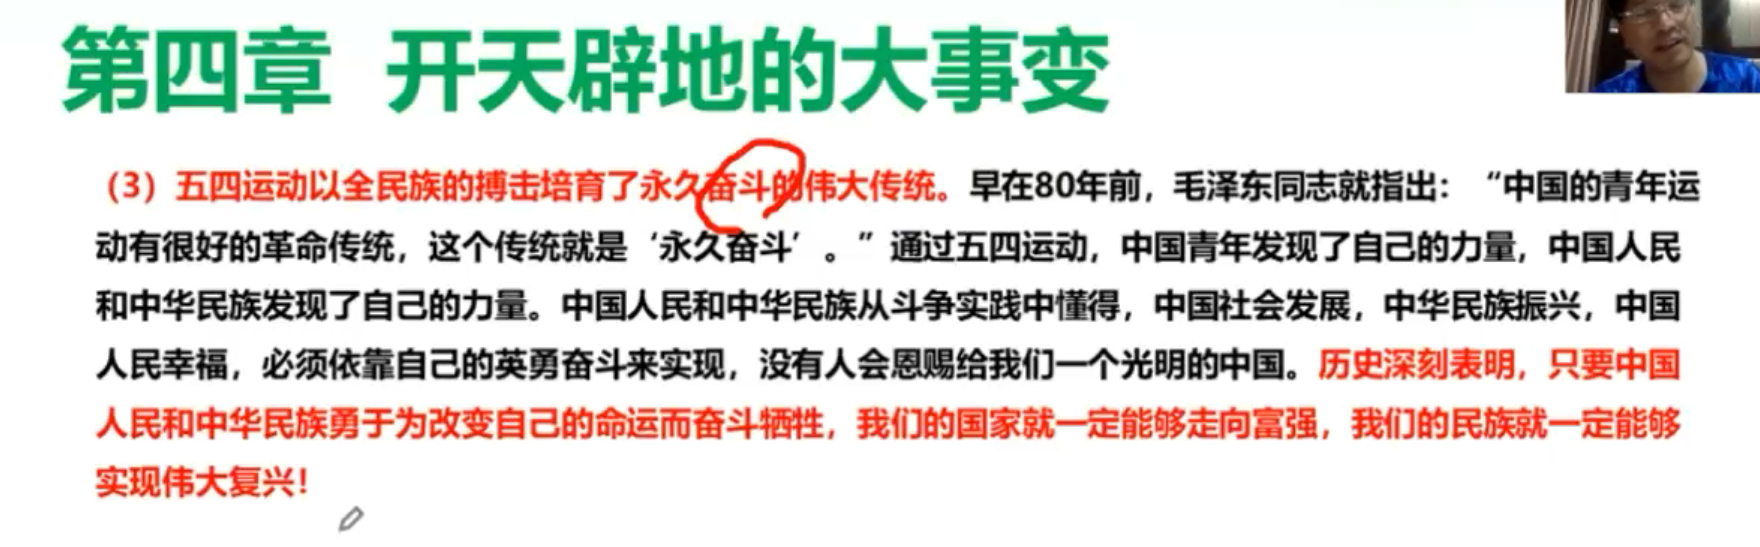 第四章 开天辟地的大事变
（3）五四运动以全民族的搏击培育了永久奋斗的伟大传统。早在80年前，毛泽东同志就指出：“中国的青年运
动有很好的革命传统，这个传统就是‘永久奋斗’。”通过五四运动，中国青年发现了自己的力量，中国人民
和中华民族发现了自己的力量。中国人民和中华民族从斗争实践中懂得，中国社会发展，中华民族振兴，中国
人民幸福，必须依靠自己的英勇奋斗来实现，没有人会恩赐给我们一个光明的中国。历史深刻表明，只要中国
人民和中华民族勇于为改变自己的命运而奋斗牺牲，我们的国家就一定能够走向富强，我们的民族就一定能够
实现伟大复兴！